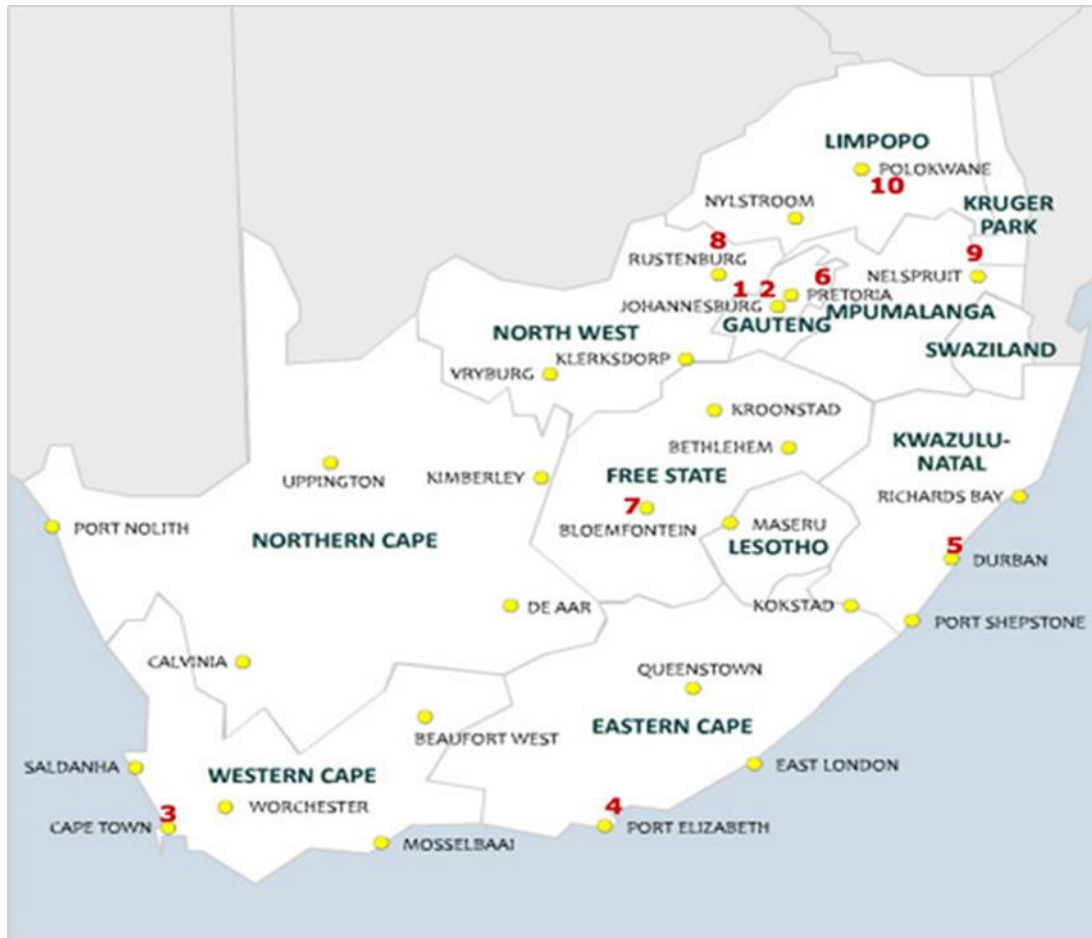 LIMPOPO
POLOKWANE
10
NYLSTROOM
KRUGER
PARK
8
RUSTENBURG
9
NELSPRUIT
1 2
6
PRETORIA
JOHANNESBURG
MPUMALANGA
GAUTENG
NORTH WEST
SWAZILAND
KLERKSDORP
VRYBURG
KROONSTAD
BETHLEHEM
KWAZULU-
NATAL
UPPINGTON
KIMBERLEY
FREE STATE
RICHARDS BAY
7
BLOEMFONTEIN
MASERU
PORT NOLITH
NORTHERN CAPE
LESOTHO
5
DURBAN
DE AAR
KOKSTAD
PORT SHEPSTONE
CALVINIA
QUEENSTOWN
EASTERN CAPE
BEAUFORT WEST
SALDANHA
WESTERN CAPE
EAST LONDON
WORCHESTER
3
CAPE TOWN
4
PORT ELIZABETH
MOSSELBAAI